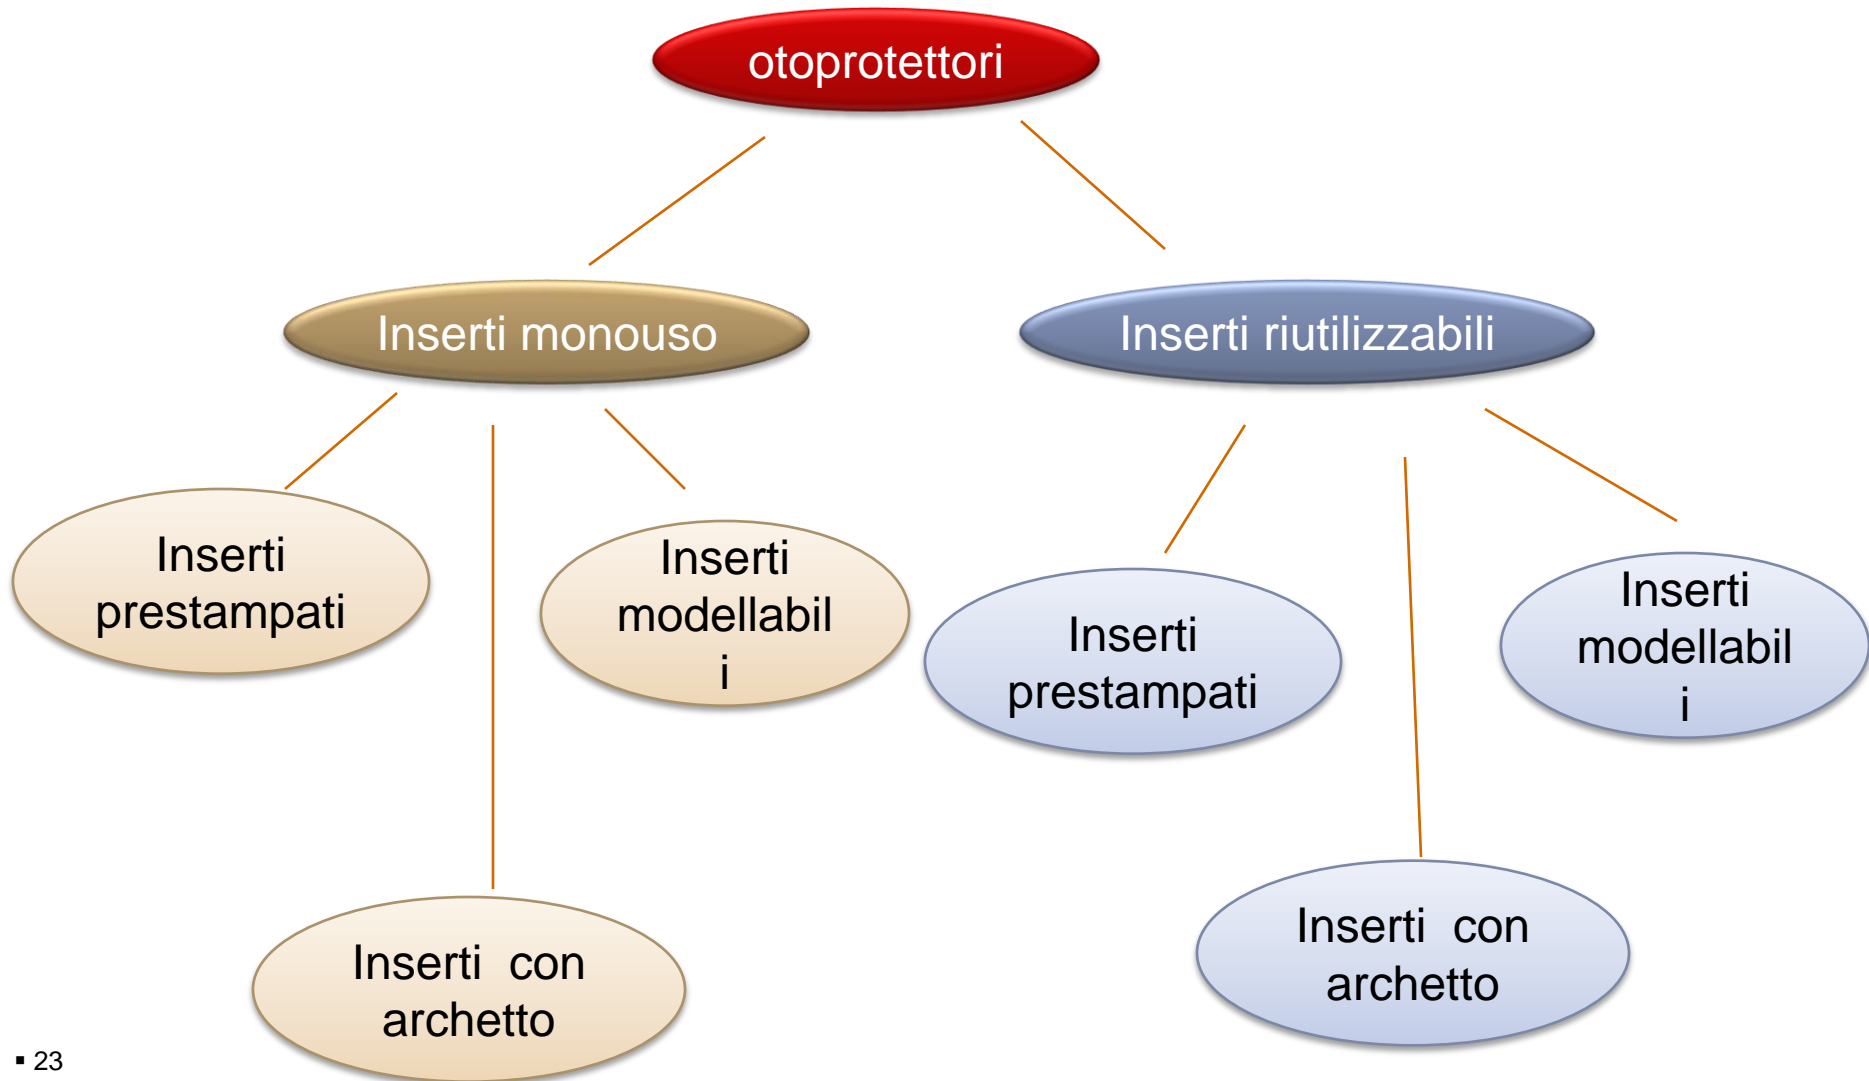 otoprotettori
Inserti monouso
Inserti riutilizzabili
Inserti
prestampati
Inserti
modellabil
i
Inserti
prestampati
Inserti
modellabil
i
Inserti  con
archetto
Inserti  con
archetto
▪ 23